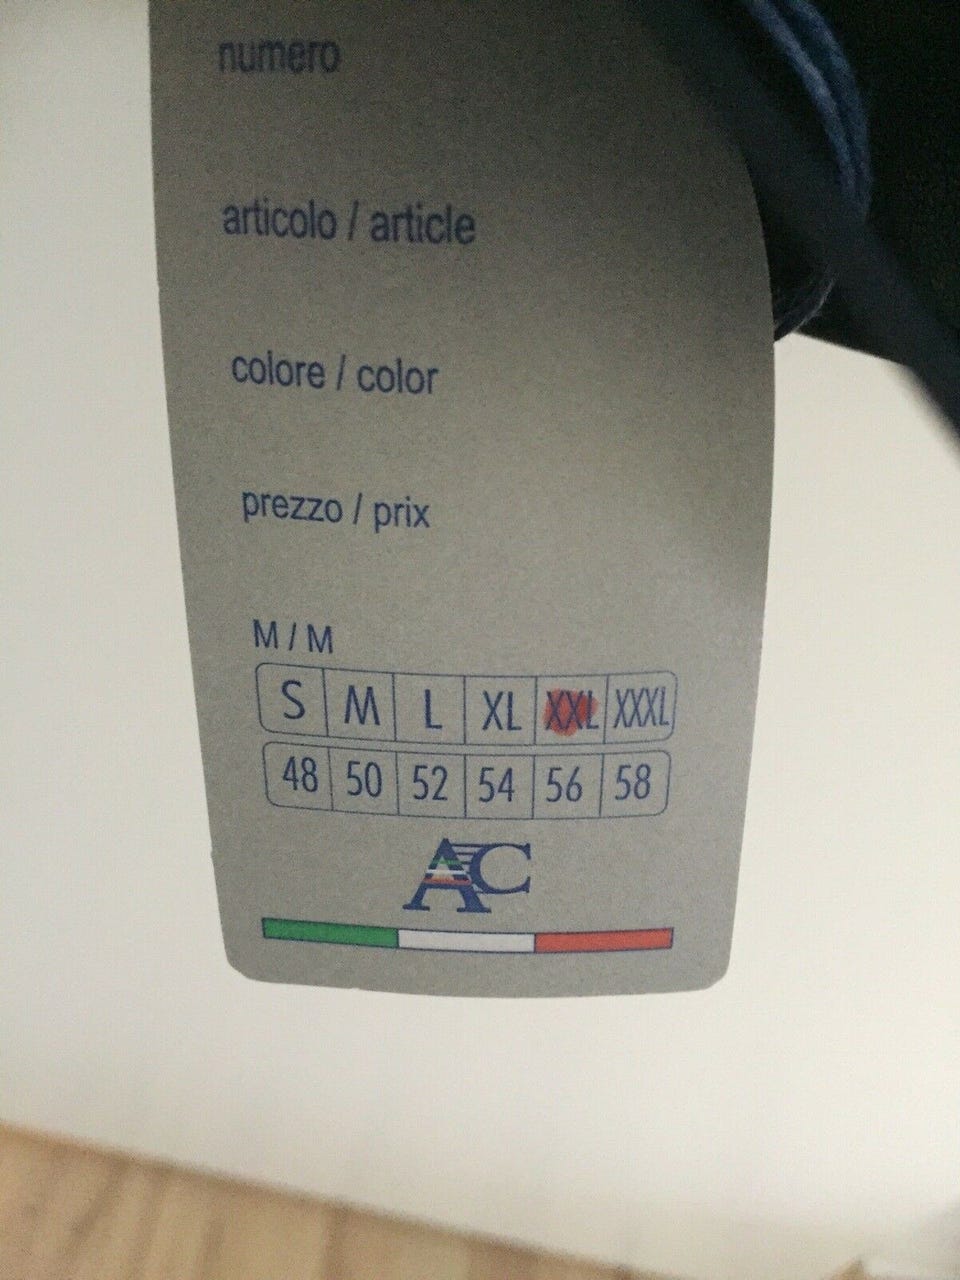 numero
articolo / article
colore / color
prezzo / prix
M / M
S M L XL XXL XXXL
48 50 52 54 56 58
AC